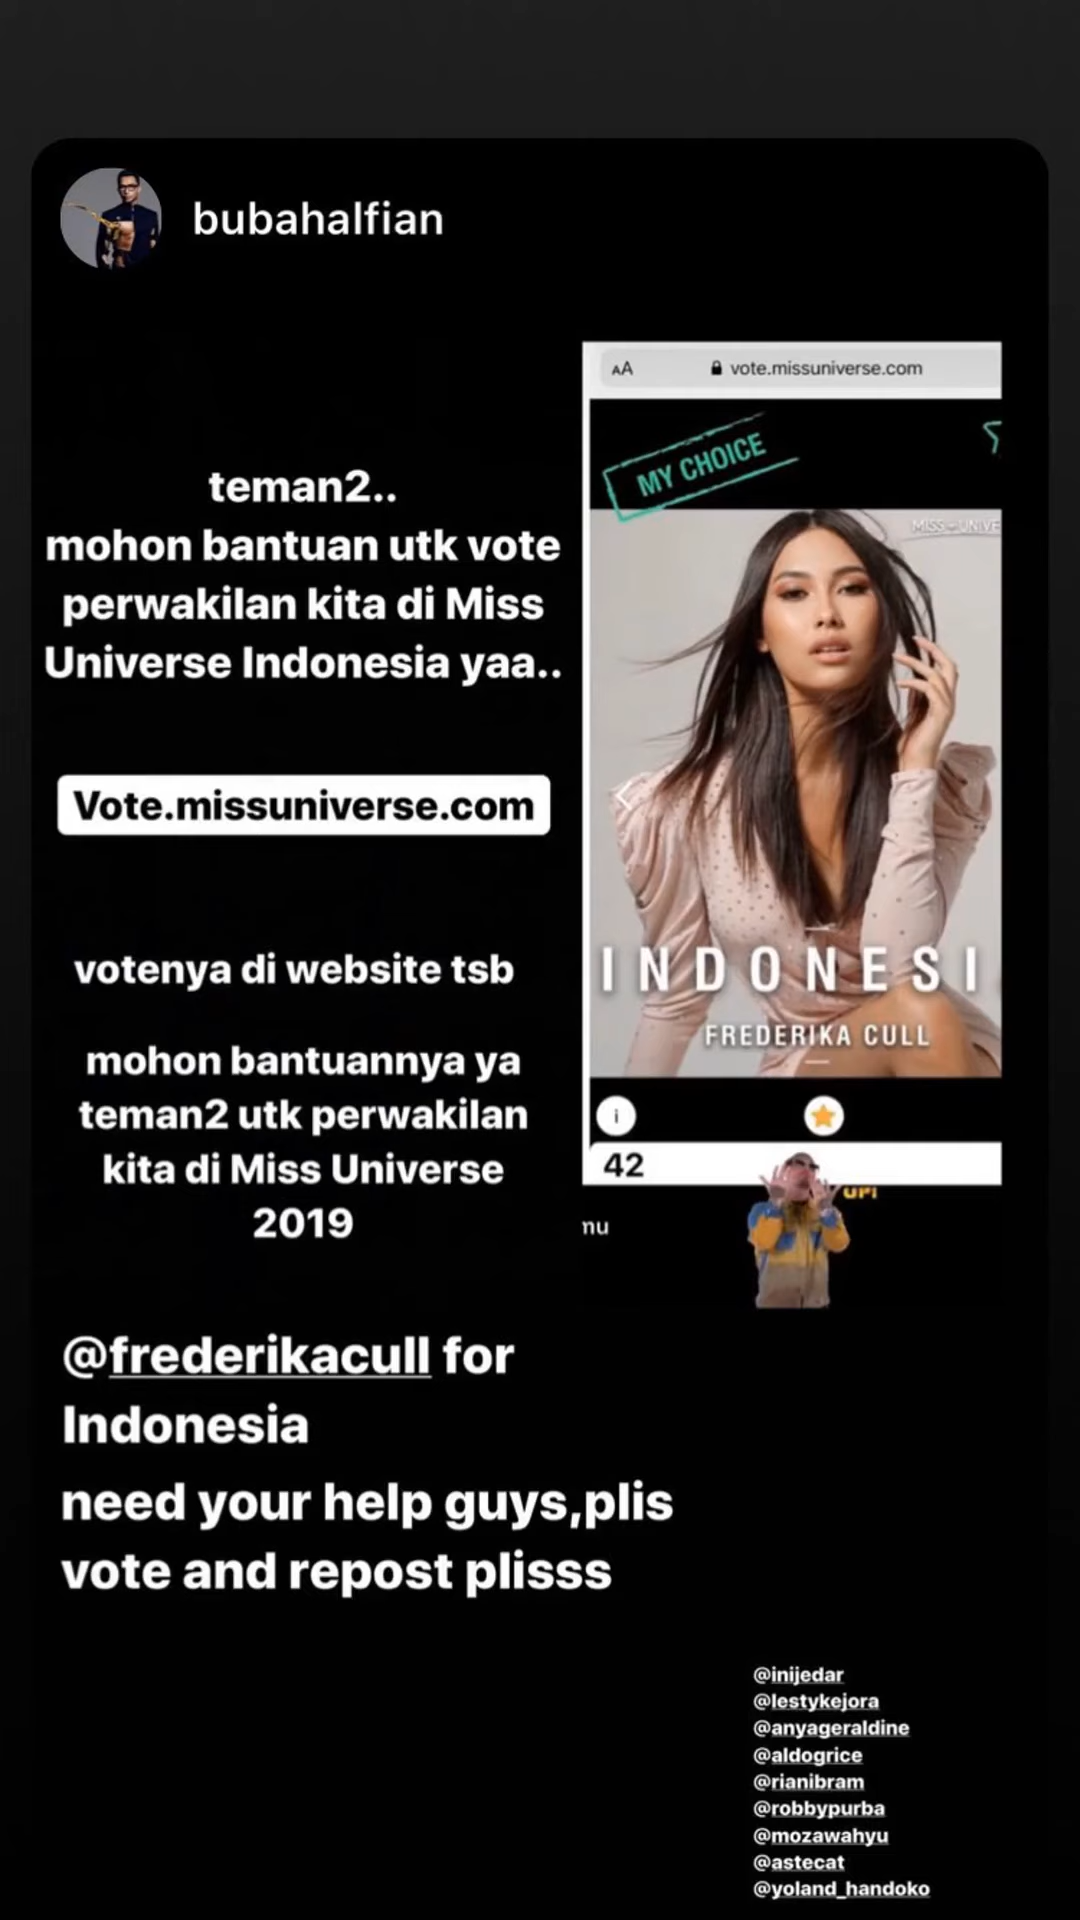 bubahalfian
teman2..
mohon bantuan utk vote
perwakilan kita di Miss
Universe Indonesia yaa..
Vote.missuniverse.com
votenya di website tsb
mohon bantuannya ya
teman2 utk perwakilan
kita di Miss Universe
2019
AA vote.missuniverse.com
MY CHOICE
MISS UNIVE
INDONESI
FREDERIKA CULL
i
42
UP!
nu
@frederikacull for
Indonesia
need your help guys,plis
vote and repost plisss
@inijedar
@lestykejora
@anyageraldine
@aldogrice
@rianibram
@robbypurba
@mozawahyu
@astecat
@yoland_handoko